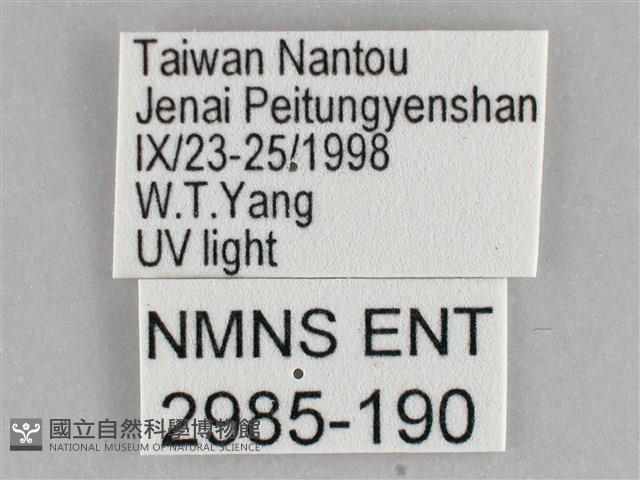 Taiwan Nantou
Jenai Peitungyenshan
IX/23-25/1998
W.T.Yang
UV light
NMNS ENT
2985-190
國立自然科學博物館
NATIONAL MUSEUM OF NATURAL SCIENCE